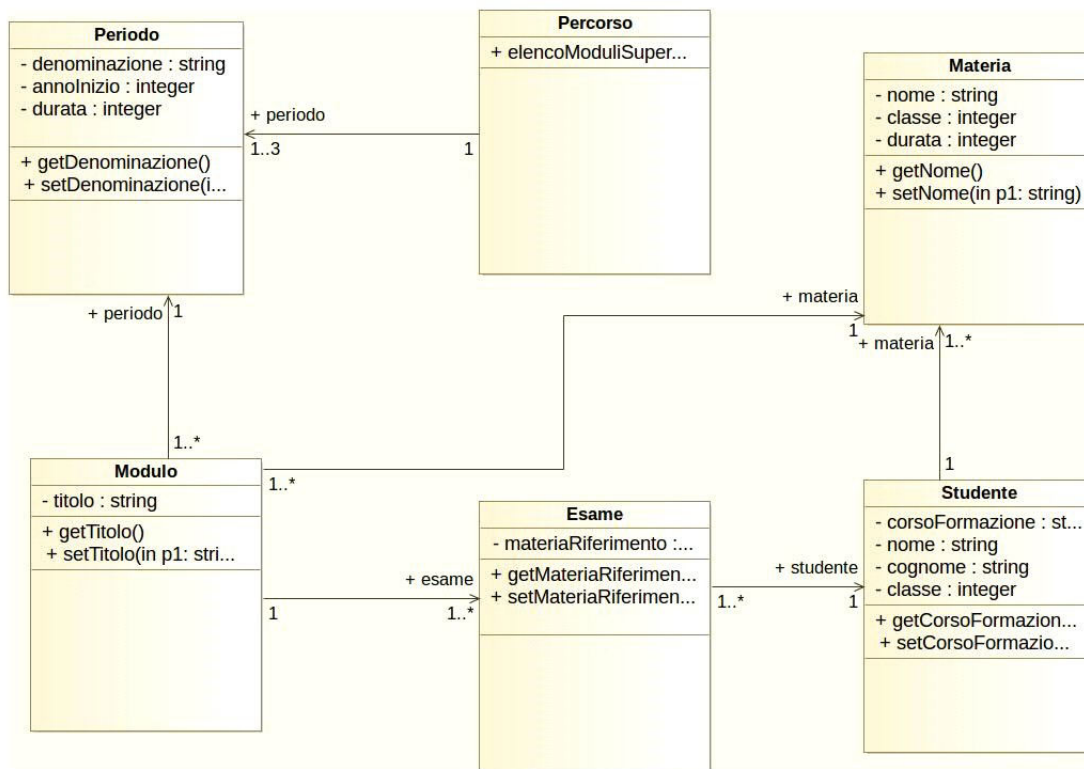 Periodo
- denominazione : string
- annoInizio : integer
- durata : integer
+ getDenominazione()
+ setDenominazione(i...
Percorso
+ elencoModuliSuper...
Materia
- nome : string
- classe : integer
- durata : integer
+ getNome()
+ setNome(in p1: string)
+ periodo
1..3
1
+ periodo
1
1..*
+ materia
1
+ materia
1..*
1
1..*
Modulo
- titolo : string
+ getTitolo()
+ setTitolo(in p1: stri...
+ esame
1
1..*
Esame
- materiaRiferimento :...
+ getMateriaRiferimen...
+ setMateriaRiferimen...
+ studente
1..*
1
Studente
- corsoFormazione : st...
- nome : string
- cognome : string
- classe : integer
+ getCorsoFormazion...
+ setCorsoFormazio...